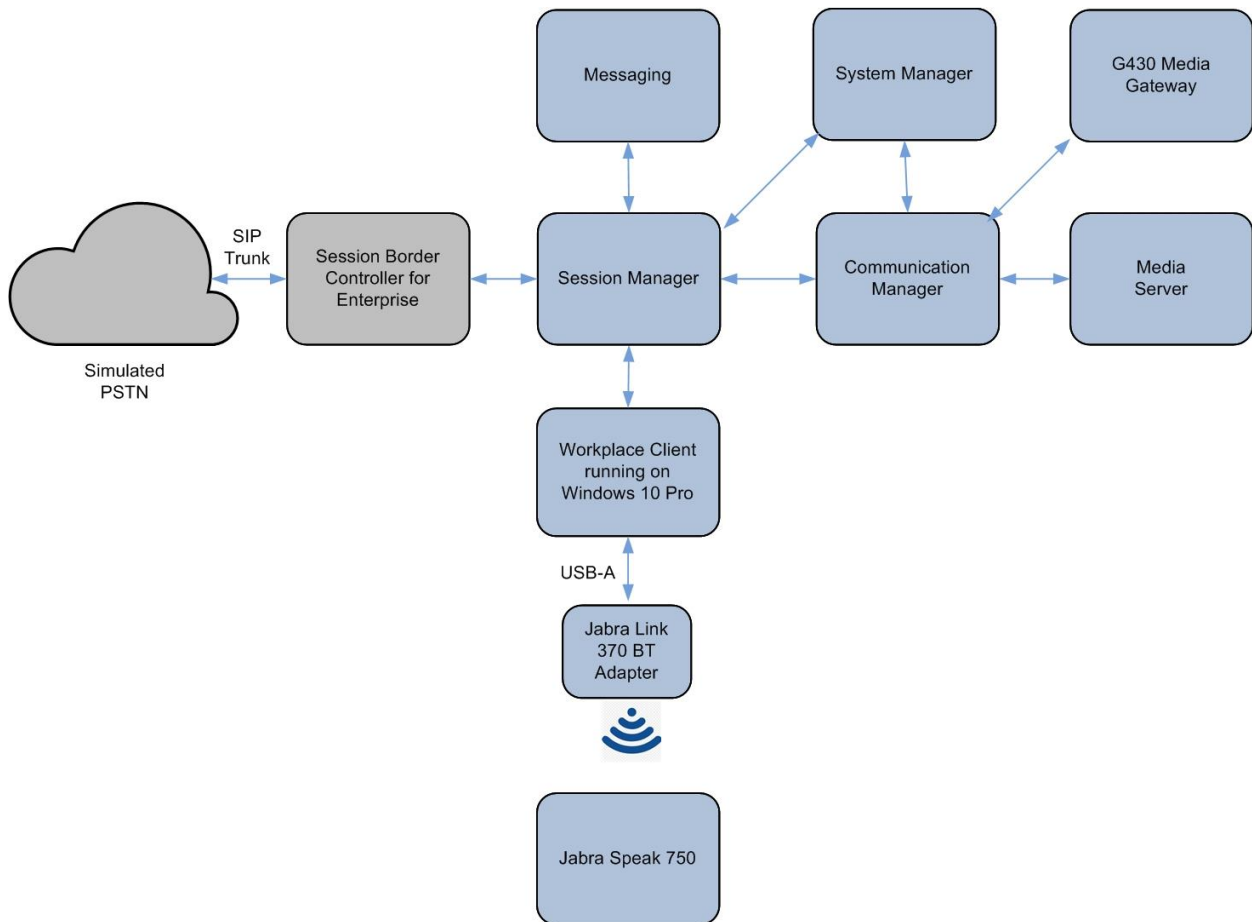 Messaging
System Manager
G430 Media
Gateway
SIP
Trunk
Session Border
Controller for
Enterprise
Session Manager
Communication
Manager
Media
Server
Simulated
PSTN
Workplace Client
running on
Windows 10 Pro
USB-A
Jabra Link
370 BT
Adapter
Jabra Speak 750